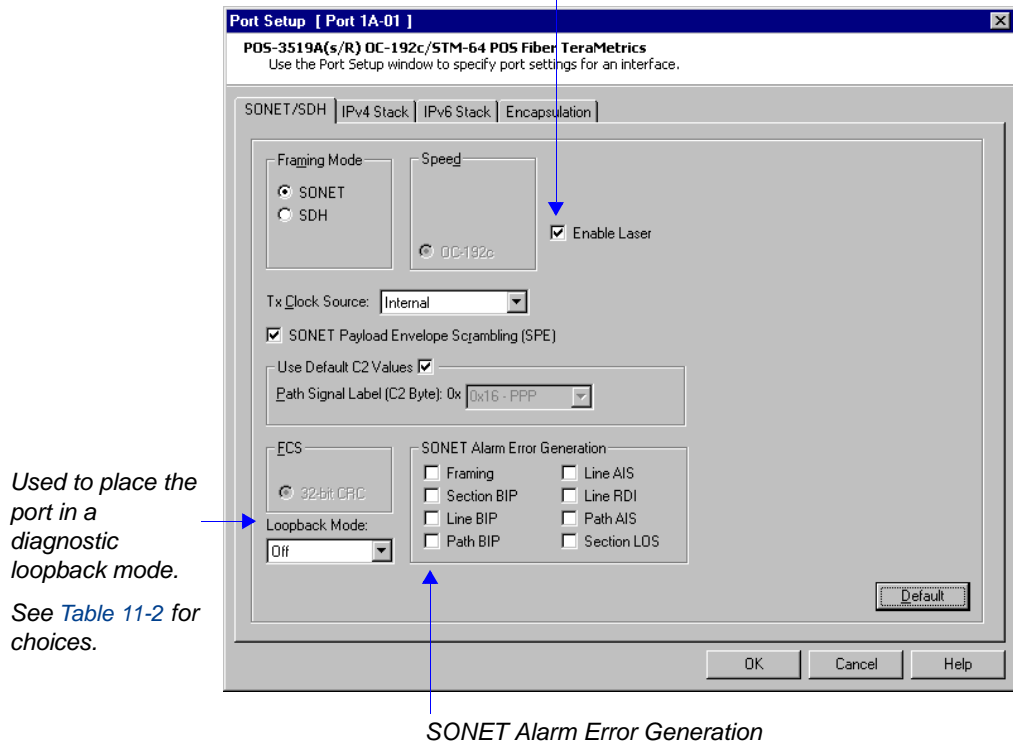 Port Setup [ Port 1A-01 ]
POS-3519A(s/R) OC-192c/STM-64 POS Fiber TeraMetrics
Use the Port Setup window to specify port settings for an interface.
SONET/SDH IPv4 Stack IPv6 Stack Encapsulation
Framing Mode
SONET
SDH
Speed
OC-192c
Enable Laser
Tx Clock Source: Internal
SONET Payload Envelope Scrambling (SPE)
Use Default C2 Values
Path Signal Label (C2 Byte): 0x 0x16 - PPP
FCS
32-bit CRC
Loopback Mode:
Off
SONET Alarm Error Generation
Framing Line AIS
Section BIP Line RDI
Line BIP Path AIS
Path BIP Section LOS
Default
OK Cancel Help
Used to place the
port in a
diagnostic
loopback mode.
See Table 11-2 for
choices.
SONET Alarm Error Generation